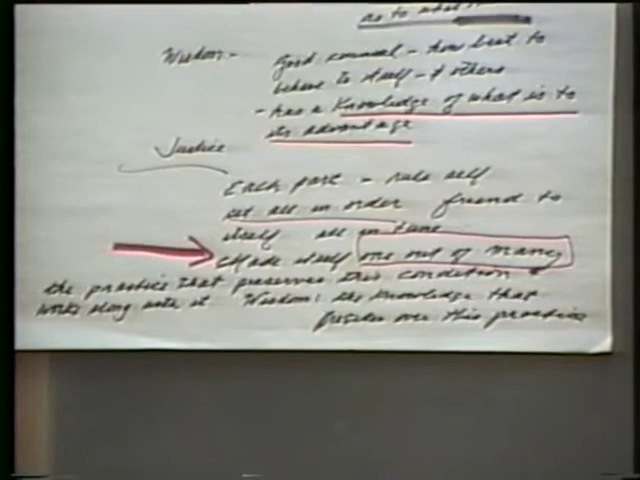 as to what
Wisdom - Good counsel - how best to
behave to itself - & others
- has a knowledge of what is to
its advantage
Justice
Each part - rule self
set all in order friend to
itself all in tune
Made itself one out of many
the practice that preserves this condition &
works along with it Wisdom: the knowledge that
presides over this practice